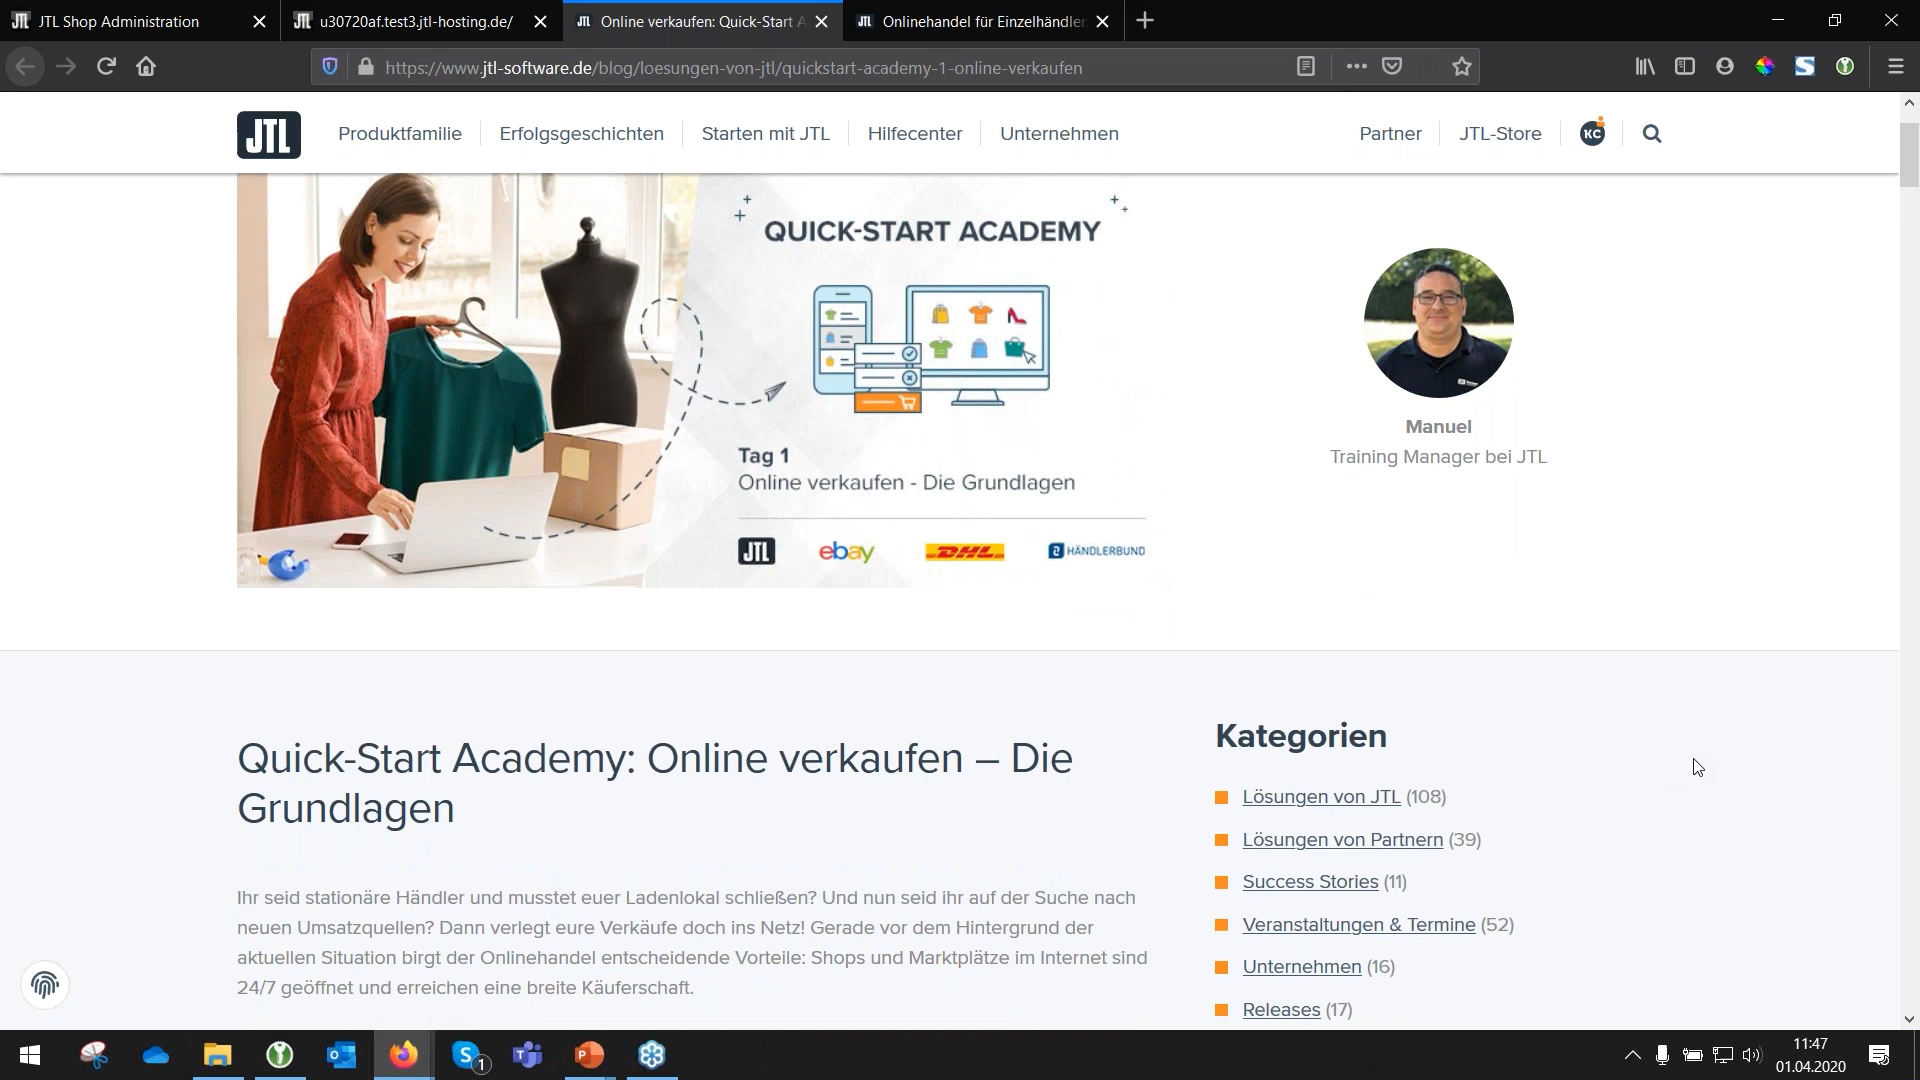 JTL Shop Administration
u30720af.test3.jtl-hosting.de/
Online verkaufen: Quick-Start A
Onlinehandel für Einzelhändler:
https://www.jtl-software.de/blog/loesungen-von-jtl/quickstart-academy-1-online-verkaufen
JTL
Produktfamilie
Erfolgsgeschichten
Starten mit JTL
Hilfecenter
Unternehmen
Partner
JTL-Store
KC
QUICK-START ACADEMY
Tag 1
Online verkaufen - Die Grundlagen
JTL
ebay
DHL
HÄNDLERBUND
Manuel
Training Manager bei JTL
Quick-Start Academy: Online verkaufen – Die
Grundlagen
Ihr seid stationäre Händler und musstet euer Ladenlokal schließen? Und nun seid ihr auf der Suche nach
neuen Umsatzquellen? Dann verlegt eure Verkäufe doch ins Netz! Gerade vor dem Hintergrund der
aktuellen Situation birgt der Onlinehandel entscheidende Vorteile: Shops und Marktplätze im Internet sind
24/7 geöffnet und erreichen eine breite Käuferschaft.
Kategorien
Lösungen von JTL (108)
Lösungen von Partnern (39)
Success Stories (11)
Veranstaltungen & Termine (52)
Unternehmen (16)
Releases (17)
1
11:47
01.04.2020